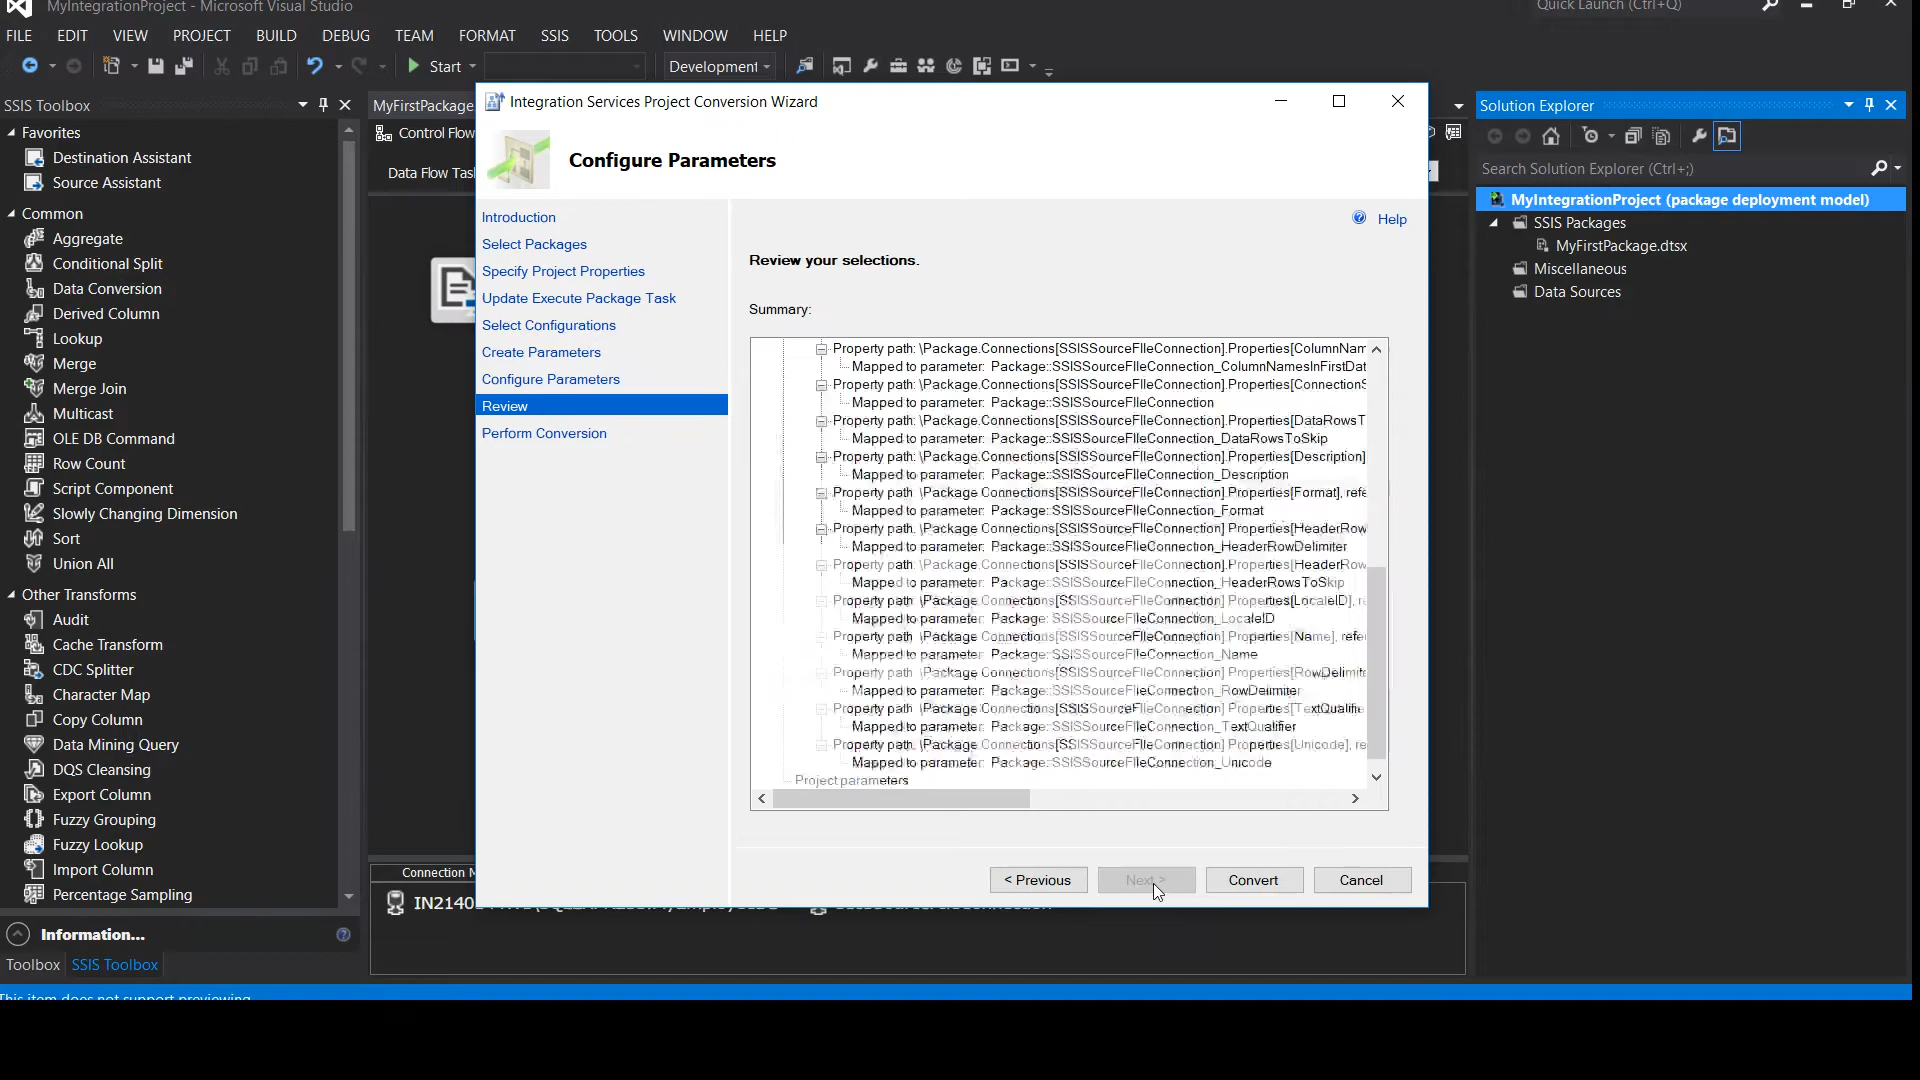 MyIntegrationProject - Microsoft Visual Studio
Quick Launch (Ctrl+Q)
FILE EDIT VIEW PROJECT BUILD DEBUG TEAM FORMAT SSIS TOOLS WINDOW HELP
Start
Development
SSIS Toolbox
Favorites
Destination Assistant
Source Assistant
Common
Aggregate
Conditional Split
Data Conversion
Derived Column
Lookup
Merge
Merge Join
Multicast
OLE DB Command
Row Count
Script Component
Slowly Changing Dimension
Sort
Union All
Other Transforms
Audit
Cache Transform
CDC Splitter
Character Map
Copy Column
Data Mining Query
DQS Cleansing
Export Column
Fuzzy Grouping
Fuzzy Lookup
Import Column
Percentage Sampling
Information...
Toolbox
SSIS Toolbox
This item does not support previewing
MyFirstPackage
Control Flow
Data Flow Tas
Connection M
Integration Services Project Conversion Wizard
Configure Parameters
Introduction
Select Packages
Specify Project Properties
Update Execute Package Task
Select Configurations
Create Parameters
Configure Parameters
Review
Perform Conversion
Help
Review your selections.
Summary:
Property path: \Package.Connections[SSISSourceFIleConnection].Properties[ColumnNam
Mapped to parameter: Package::SSISSourceFIleConnection_ColumnNamesInFirstDat
Property path: \Package.Connections[SSISSourceFIleConnection].Properties[ConnectionS
Mapped to parameter: Package::SSISSourceFIleConnection
Property path: \Package.Connections[SSISSourceFIleConnection].Properties[DataRowsT
Mapped to parameter: Package::SSISSourceFIleConnection_DataRowsToSkip
Property path: \Package.Connections[SSISSourceFIleConnection].Properties[Description]
Mapped to parameter: Package::SSISSourceFIleConnection_Description
Property path: \Package.Connections[SSISSourceFIleConnection].Properties[Format], refe
Mapped to parameter: Package::SSISSourceFIleConnection_Format
Property path: \Package.Connections[SSISSourceFIleConnection].Properties[HeaderRow
Mapped to parameter: Package::SSISSourceFIleConnection_HeaderRowDelimiter
Property path: \Package.Connections[SSISSourceFIleConnection].Properties[HeaderRow
Mapped to parameter: Package::SSISSourceFIleConnection_HeaderRowsToSkip
Property path: \Package.Connections[SSISSourceFIleConnection].Properties[LocaleID], re
Mapped to parameter: Package::SSISSourceFIleConnection_LocaleID
Property path: \Package.Connections[SSISSourceFIleConnection].Properties[Name], refe
Mapped to parameter: Package::SSISSourceFIleConnection_Name
Property path: \Package.Connections[SSISSourceFIleConnection].Properties[RowDelimite
Mapped to parameter: Package::SSISSourceFIleConnection_RowDelimiter
Property path: \Package.Connections[SSISSourceFIleConnection].Properties[TextQualifie
Mapped to parameter: Package::SSISSourceFIleConnection_TextQualifier
Property path: \Package.Connections[SSISSourceFIleConnection].Properties[Unicode], re
Mapped to parameter: Package::SSISSourceFIleConnection_Unicode
Project parameters
< Previous
Next >
Convert
Cancel
Solution Explorer
Search Solution Explorer (Ctrl+;)
MyIntegrationProject (package deployment model)
SSIS Packages
MyFirstPackage.dtsx
Miscellaneous
Data Sources